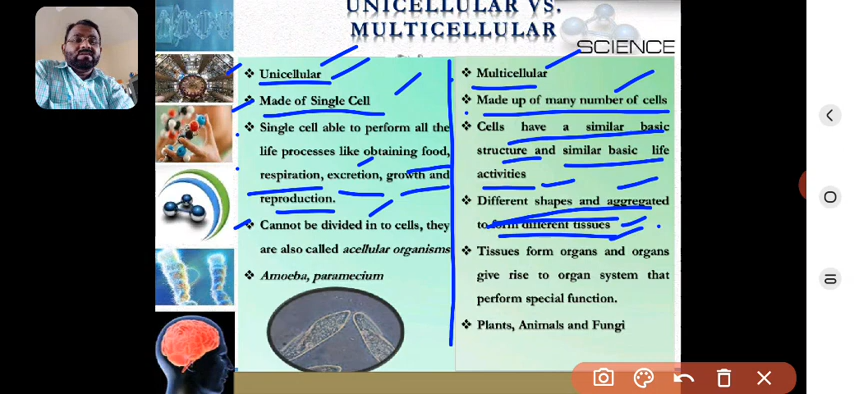 UNICELLULAR VS.
MULTICELLULAR
SCIENCE
❖ Unicellular
❖ Made of Single Cell
❖ Single cell able to perform all the
life processes like obtaining food,
respiration, excretion, growth and
reproduction.
❖ Cannot be divided in to cells, they
are also called acellular organisms
❖ Amoeba, paramecium
❖ Multicellular
❖ Made up of many number of cells
❖ Cells have a similar basic
structure and similar basic life
activities
❖ Different shapes and aggregated
to form different tissues
❖ Tissues form organs and organs
give rise to organ system that
perform special function.
❖ Plants, Animals and Fungi